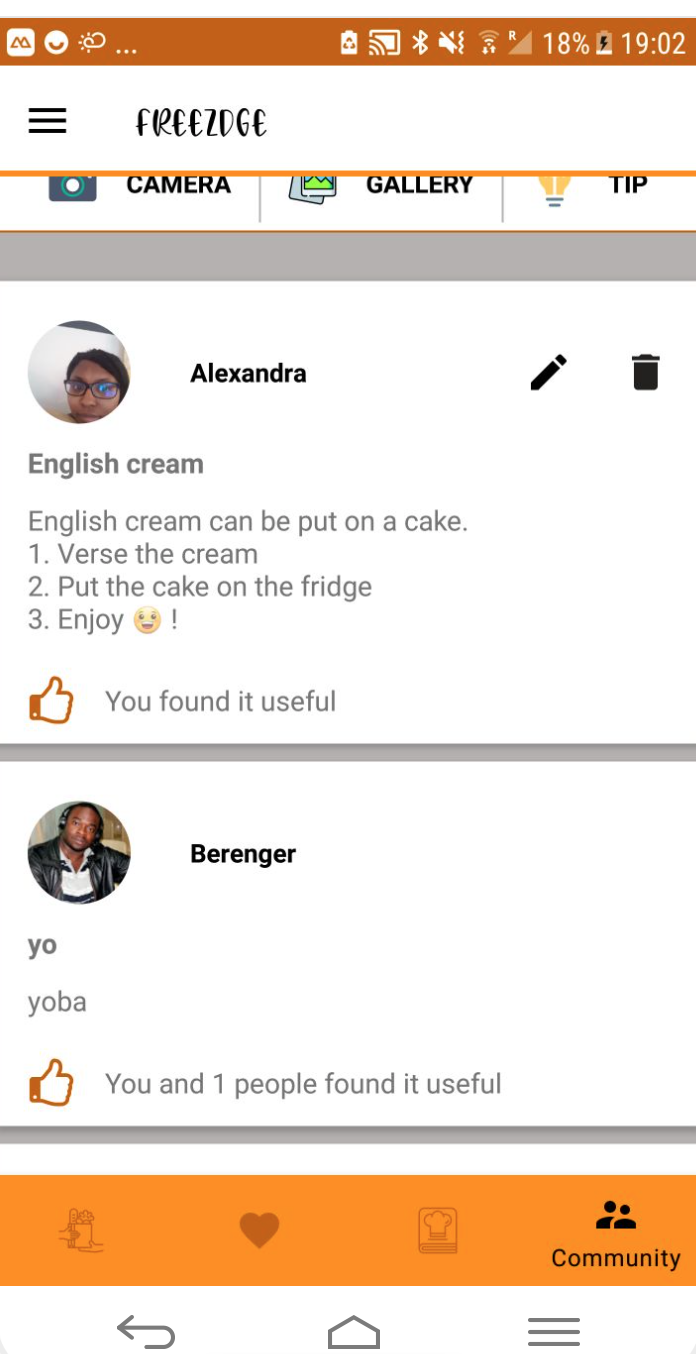 ... R 18% 19:02
FREEZDGE
CAMERA GALLERY TIP
Alexandra
English cream
English cream can be put on a cake.
1. Verse the cream
2. Put the cake on the fridge
3. Enjoy 😀 !
You found it useful
Berenger
yo
yoba
You and 1 people found it useful
Community